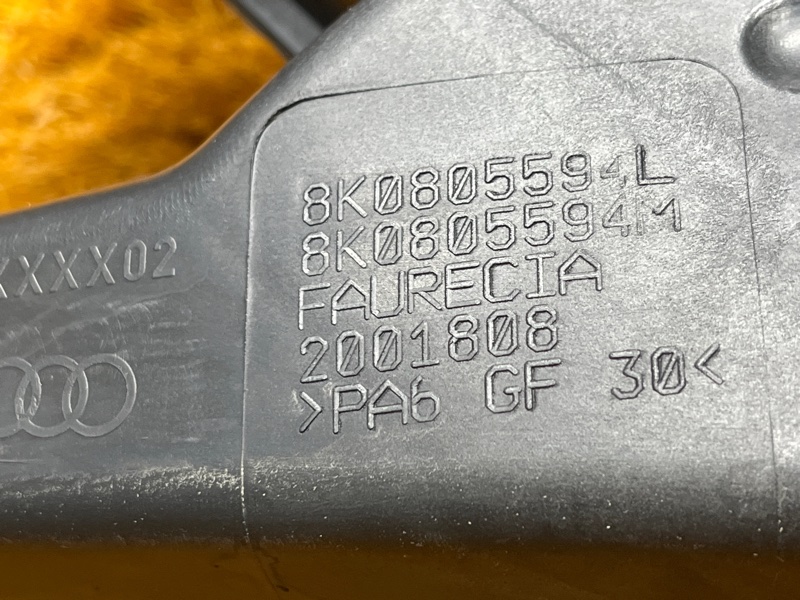 8K0805594L
8K0805594M
FAURECIA
2001808
>PA6 GF 30<
XXXX02